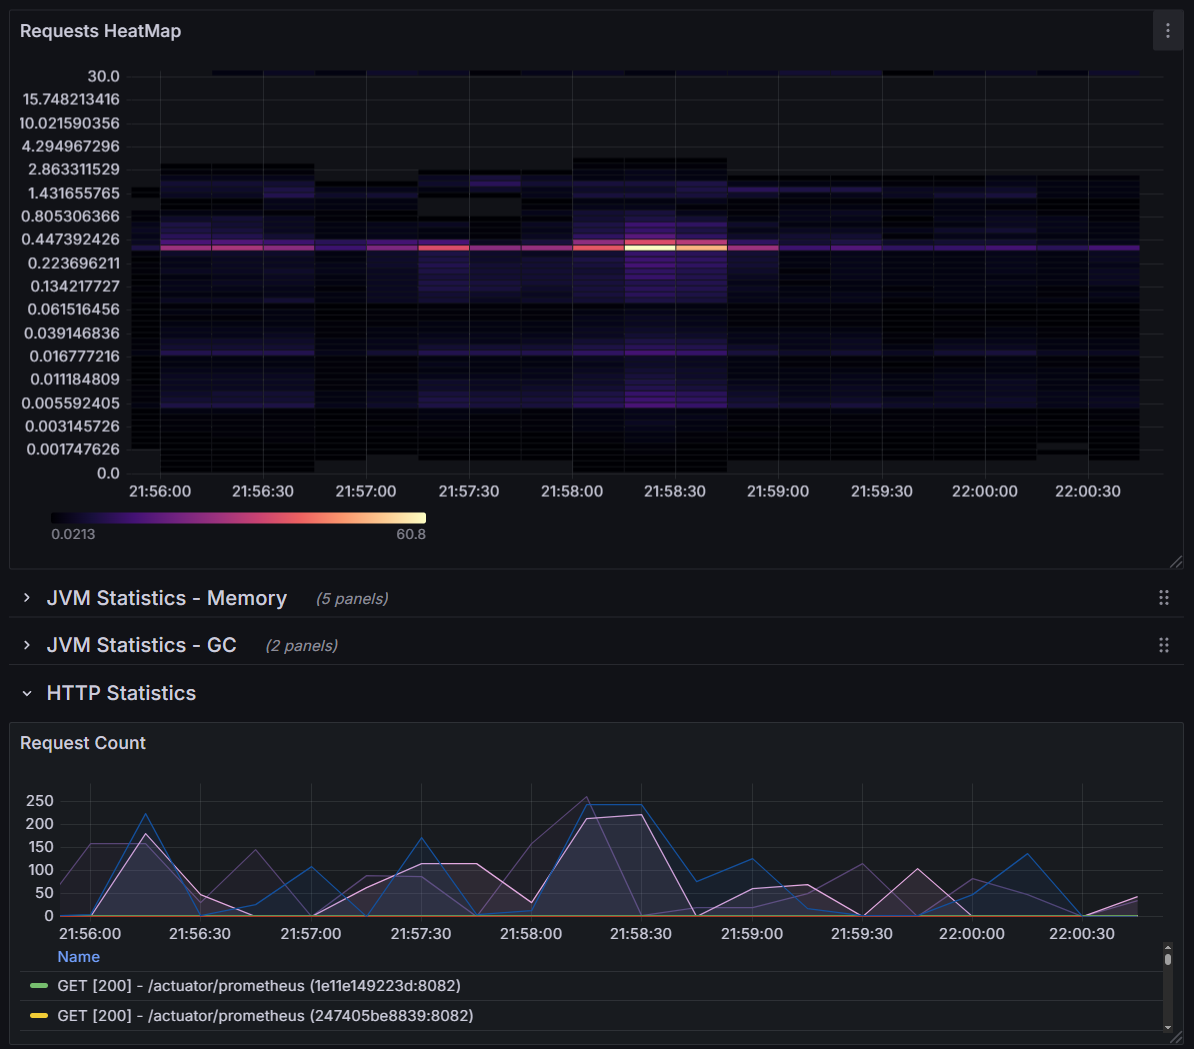 Requests HeatMap
30.0
15.748213416
10.021590356
4.294967296
2.863311529
1.431655765
0.805306366
0.447392426
0.223696211
0.134217727
0.061516456
0.039146836
0.016777216
0.011184809
0.005592405
0.003145726
0.001747626
0.0
21:56:00 21:56:30 21:57:00 21:57:30 21:58:00 21:58:30 21:59:00 21:59:30 22:00:00 22:00:30
0.0213 60.8
JVM Statistics - Memory (5 panels)
JVM Statistics - GC (2 panels)
HTTP Statistics
Request Count
250
200
150
100
50
0
21:56:00 21:56:30 21:57:00 21:57:30 21:58:00 21:58:30 21:59:00 21:59:30 22:00:00 22:00:30
Name
GET [200] - /actuator/prometheus (1e11e149223d:8082)
GET [200] - /actuator/prometheus (247405be8839:8082)